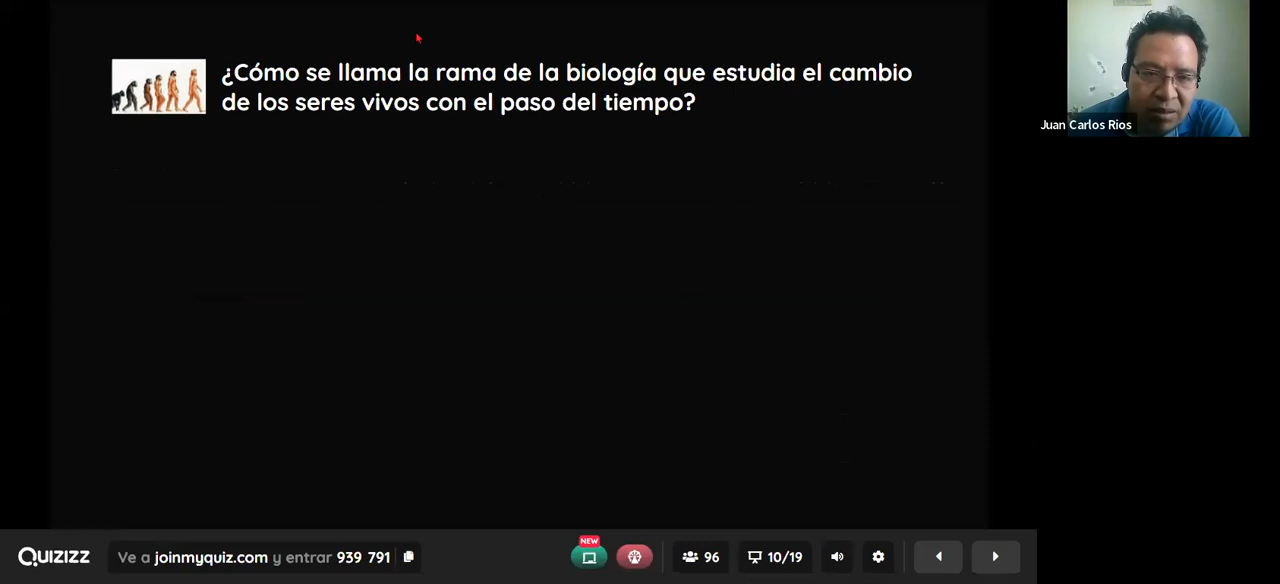 ¿Cómo se llama la rama de la biología que estudia el cambio
de los seres vivos con el paso del tiempo?
Juan Carlos Rios
NEW
QUIZIZZ
Ve a joinmyquiz.com y entrar 939 791
96
10/19